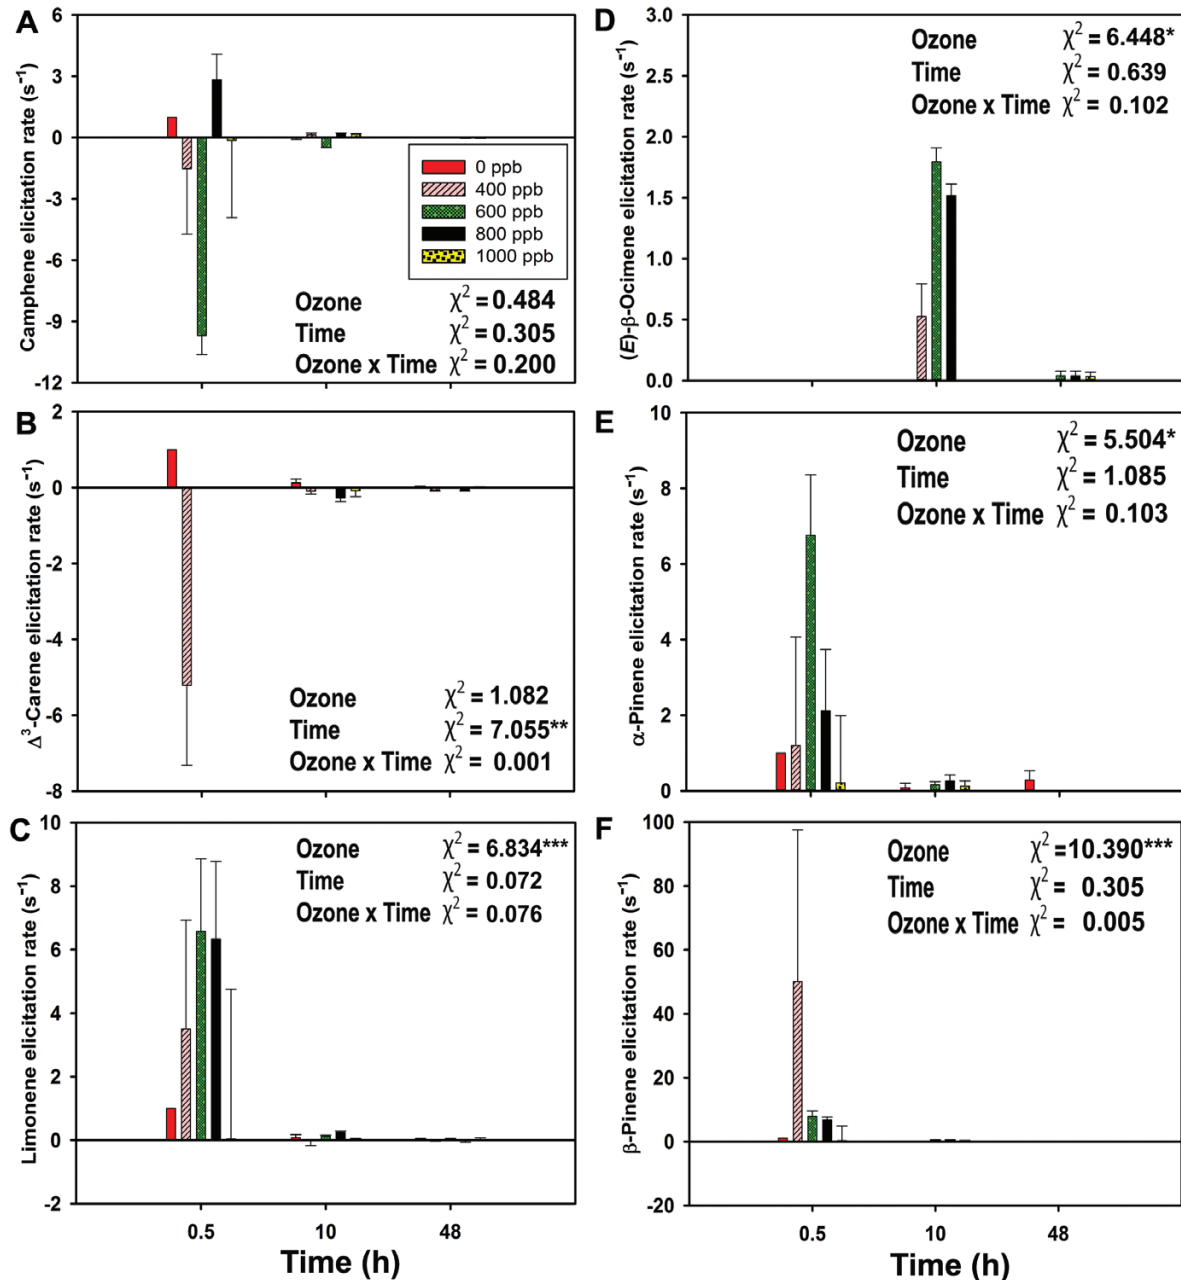 A
Camphene elicitation rate (s⁻¹)
6
3
0
-3
-6
-9
-12
0 ppb
400 ppb
600 ppb
800 ppb
1000 ppb
Ozone χ² = 0.484
Time χ² = 0.305
Ozone x Time χ² = 0.200
B
Δ³-Carene elicitation rate (s⁻¹)
2
0
-2
-4
-6
-8
Ozone χ² = 1.082
Time χ² = 7.055**
Ozone x Time χ² = 0.001
C
Limonene elicitation rate (s⁻¹)
10
8
6
4
2
0
-2
Ozone χ² = 6.834***
Time χ² = 0.072
Ozone x Time χ² = 0.076
0.5 10 48
Time (h)
D
(E)-β-Ocimene elicitation rate (s⁻¹)
3.0
2.5
2.0
1.5
1.0
0.5
0.0
Ozone χ² = 6.448*
Time χ² = 0.639
Ozone x Time χ² = 0.102
E
α-Pinene elicitation rate (s⁻¹)
10
8
6
4
2
0
Ozone χ² = 5.504*
Time χ² = 1.085
Ozone x Time χ² = 0.103
F
β-Pinene elicitation rate (s⁻¹)
100
80
60
40
20
0
-20
Ozone χ² =10.390***
Time χ² = 0.305
Ozone x Time χ² = 0.005
0.5 10 48
Time (h)